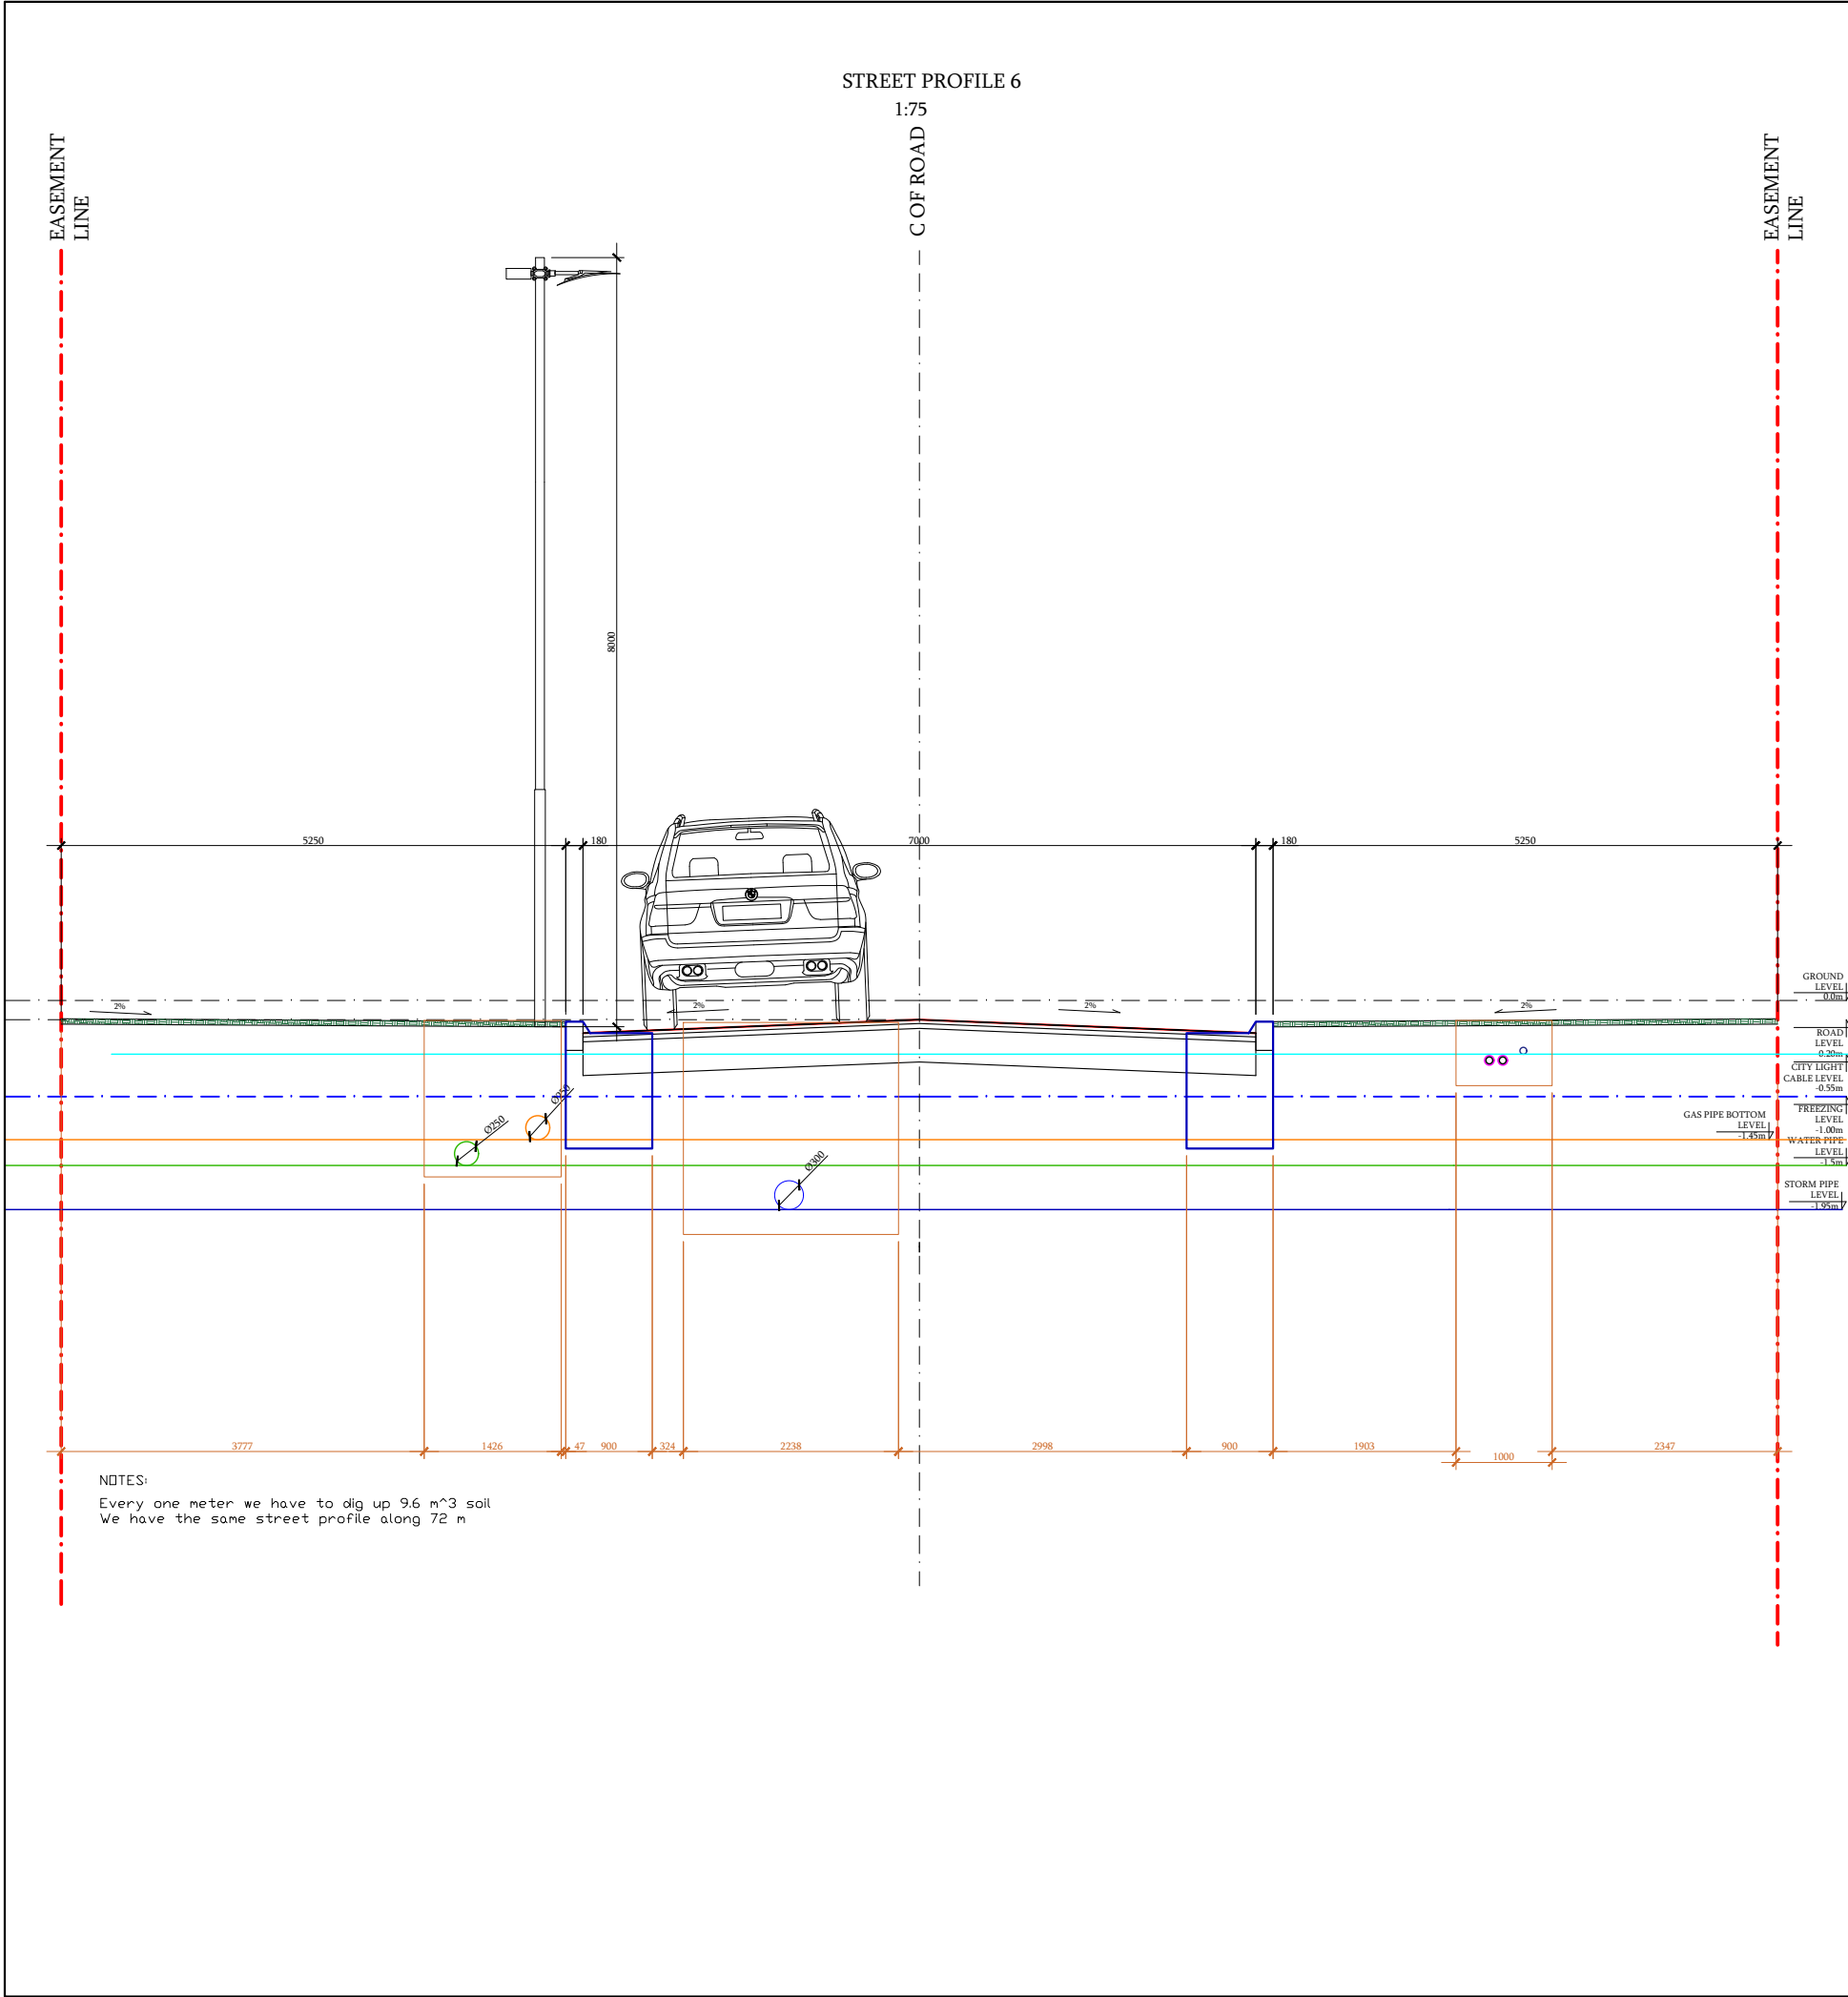 STREET PROFILE 6
1:75
EASEMENT
LINE
C OF ROAD
EASEMENT
LINE
8000
5250
180
7000
180
5250
2%
2%
2%
2%
GROUND
LEVEL
0.0m
ROAD
LEVEL
0.20m
CITY LIGHT
CABLE LEVEL
-0.55m
FREEZING
LEVEL
-1.00m
GAS PIPE BOTTOM
LEVEL
-1.45m
WATER PIPE
LEVEL
-1.5m
STORM PIPE
LEVEL
-1.95m
Ø250
Ø250
Ø300
3777
1426
47
900
324
2238
2998
900
1903
1000
2347
NOTES:
Every one meter we have to dig up 9.6 m^3 soil
We have the same street profile along 72 m